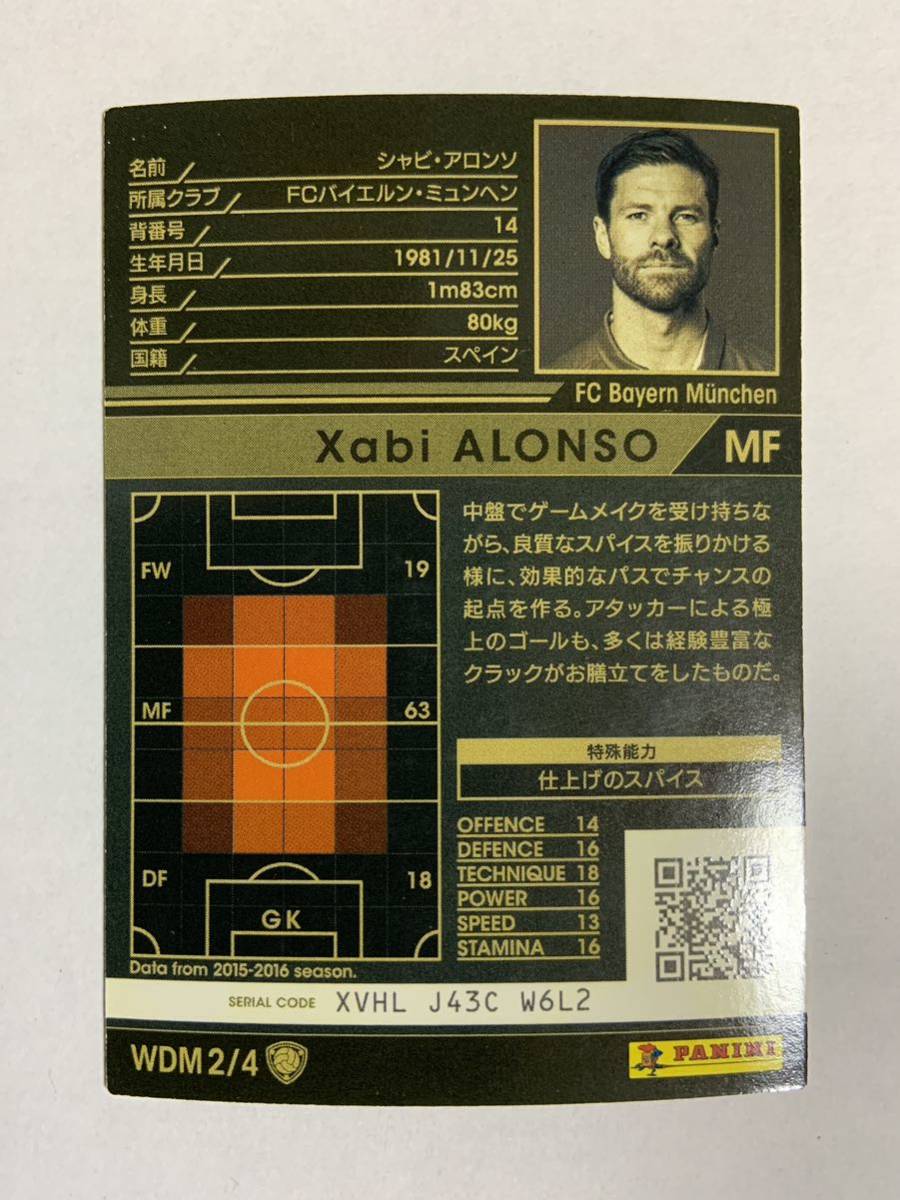 名前 シャビ・アロンソ
所属クラブ FCバイエルン・ミュンヘン
背番号 14
生年月日 1981/11/25
身長 1m83cm
体重 80kg
国籍 スペイン
FC Bayern München
Xabi ALONSO MF
FW 19
MF 63
DF 18
GK
Data from 2015-2016 season.
中盤でゲームメイクを受け持ちな
がら、良質なスパイスを振りかける
様に、効果的なパスでチャンスの
起点を作る。アタッカーによる極
上のゴールも、多くは経験豊富な
クラックがお膳立てをしたものだ。
特殊能力
仕上げのスパイス
OFFENCE 14
DEFENCE 16
TECHNIQUE 18
POWER 16
SPEED 13
STAMINA 16
SERIAL CODE XVHL J43C W6L2
WDM 2/4
PANINI